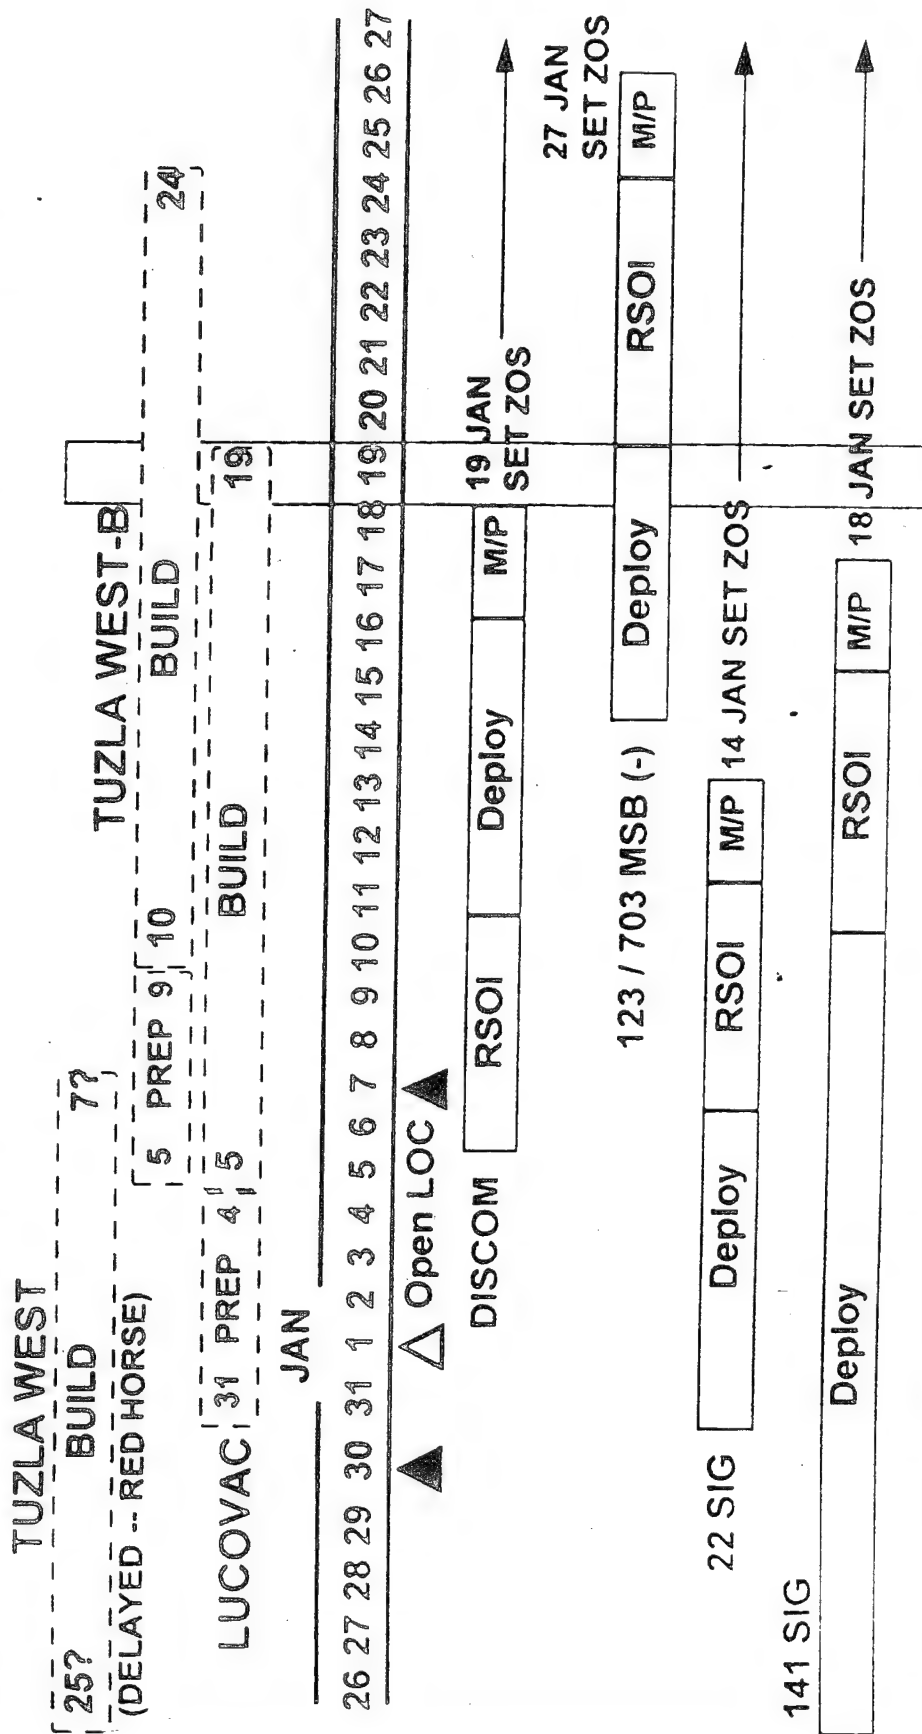 TUZLA WEST
25? BUILD 7?
(DELAYED -- RED HORSE)
TUZLA WEST-B
5 PREP 9 10 BUILD 24
LUCOVAC 31 PREP 4 5 BUILD 19
JAN
26 27 28 29 30 31 1 2 3 4 5 6 7 8 9 10 11 12 13 14 15 16 17 18 19 20 21 22 23 24 25 26 27
Open LOC
DISCOM RSOI Deploy M/P 19 JAN
SET ZOS
27 JAN
SET ZOS
123 / 703 MSB (-) Deploy RSOI M/P
22 SIG Deploy RSOI M/P 14 JAN SET ZOS
141 SIG
Deploy RSOI M/P 18 JAN SET ZOS